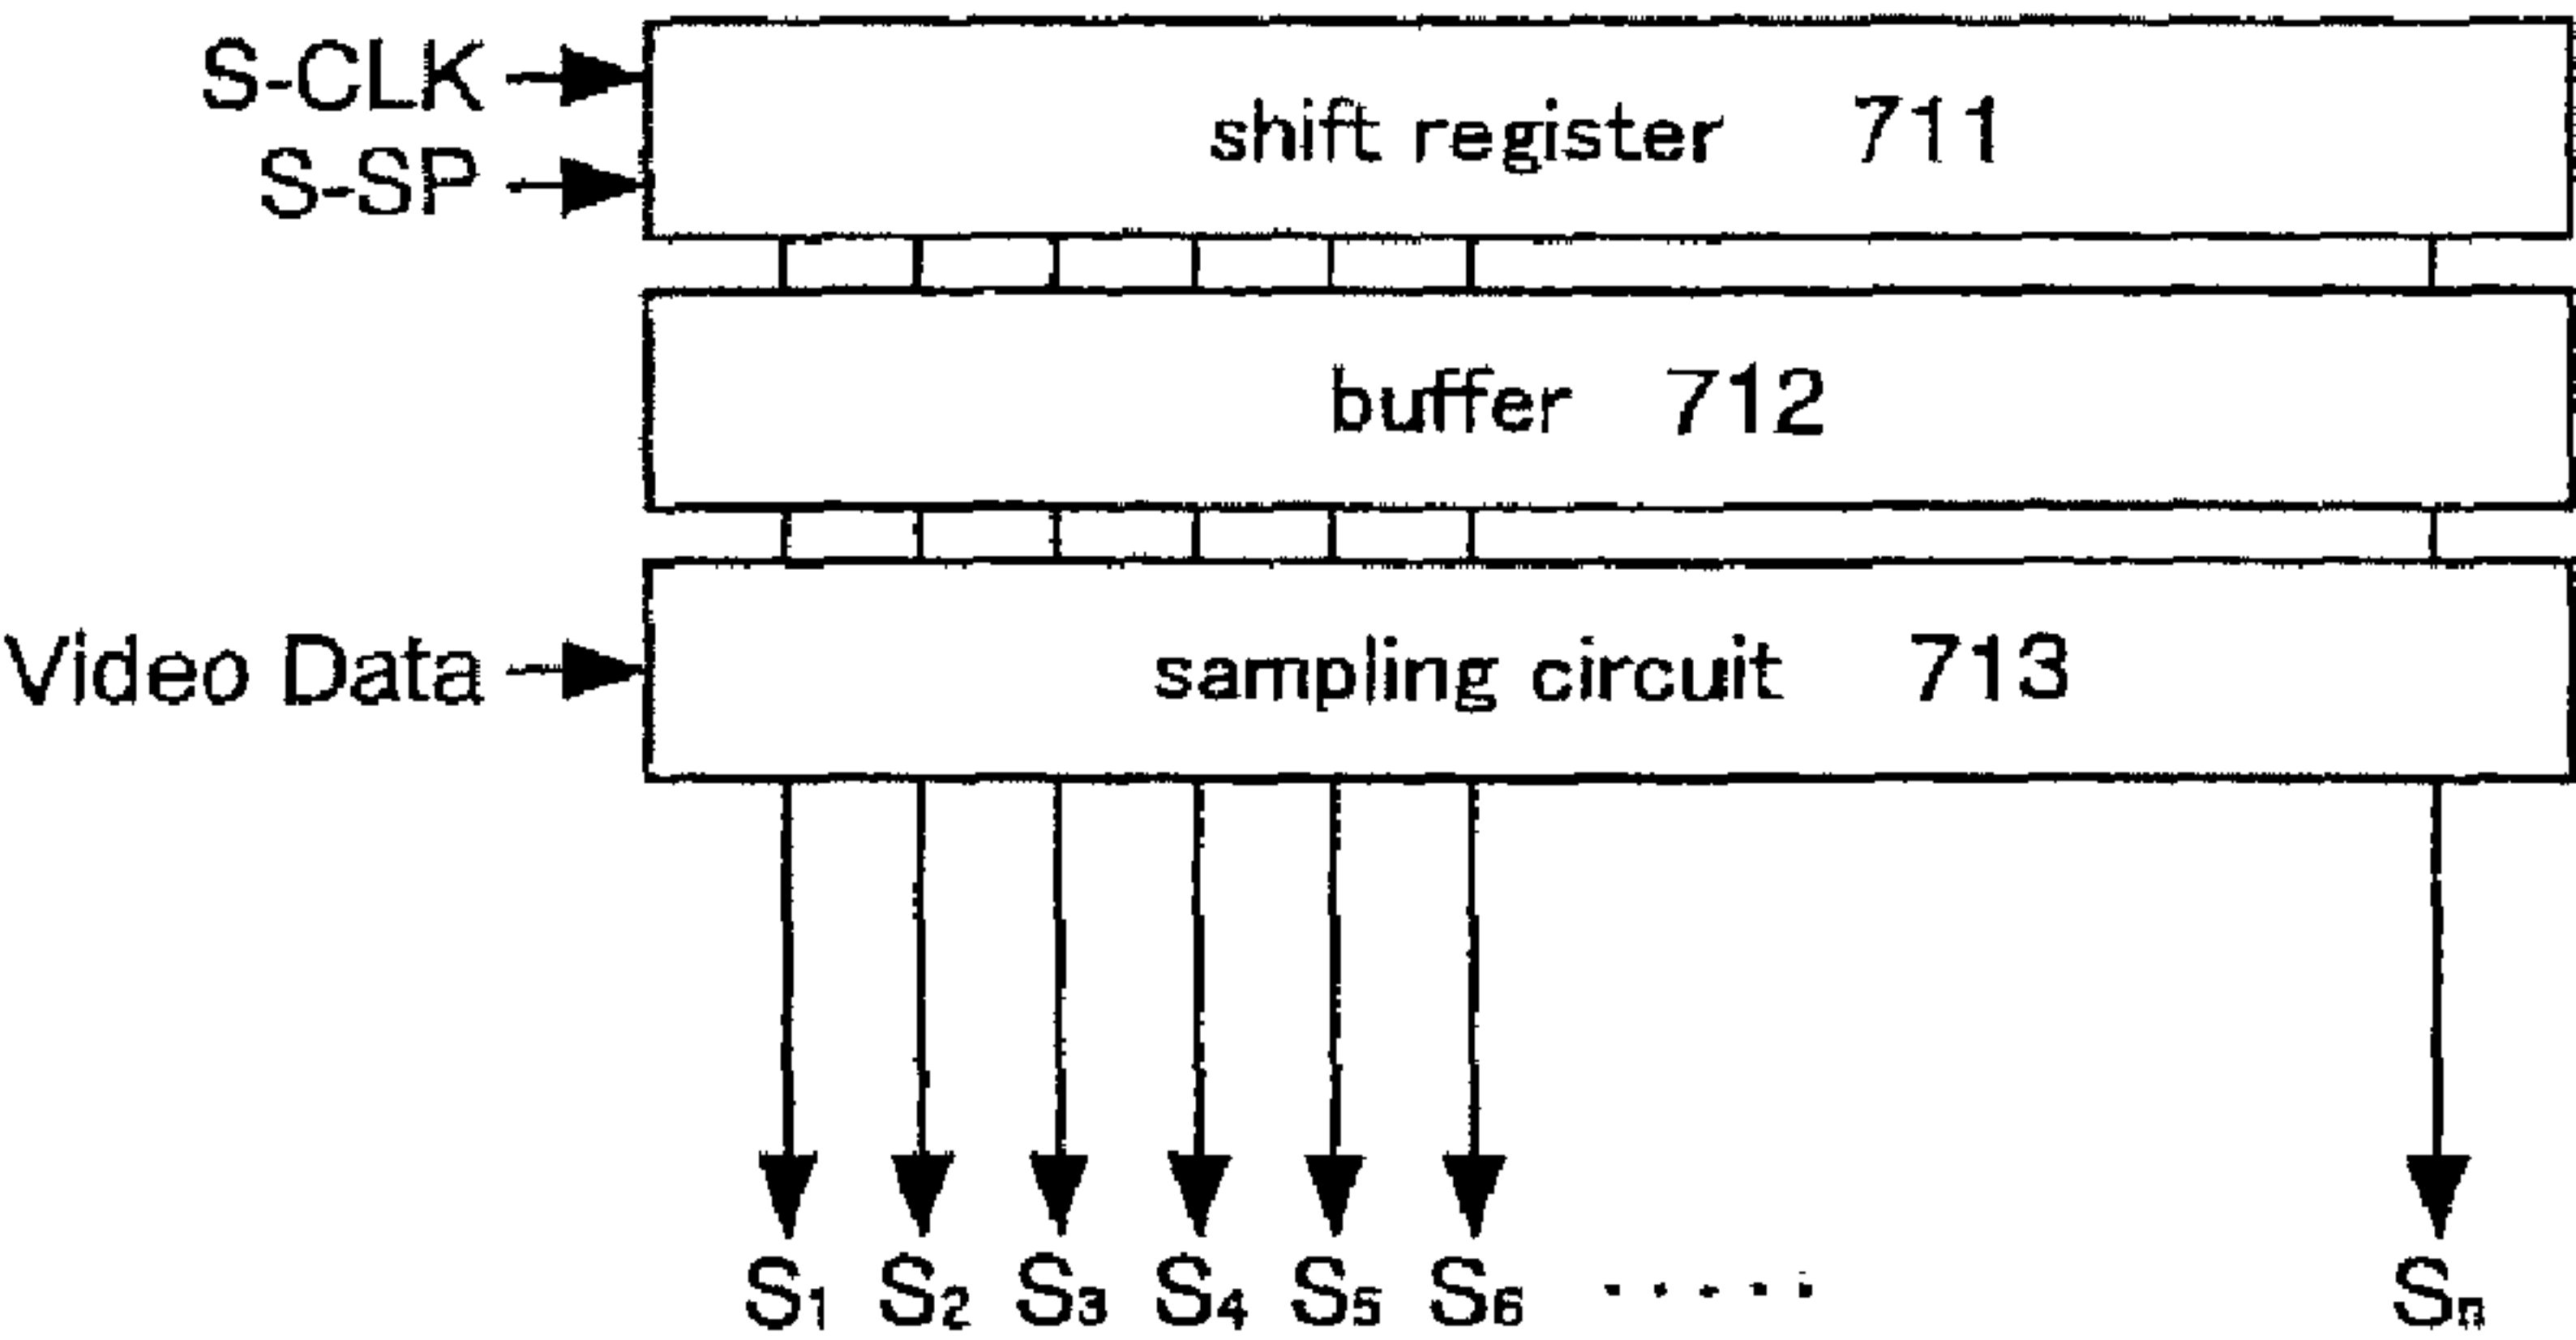 S-CLK
S-SP
shift register 711
buffer 712
Video Data
sampling circuit 713
S1 S2 S3 S4 S5 S6 ····· Sn